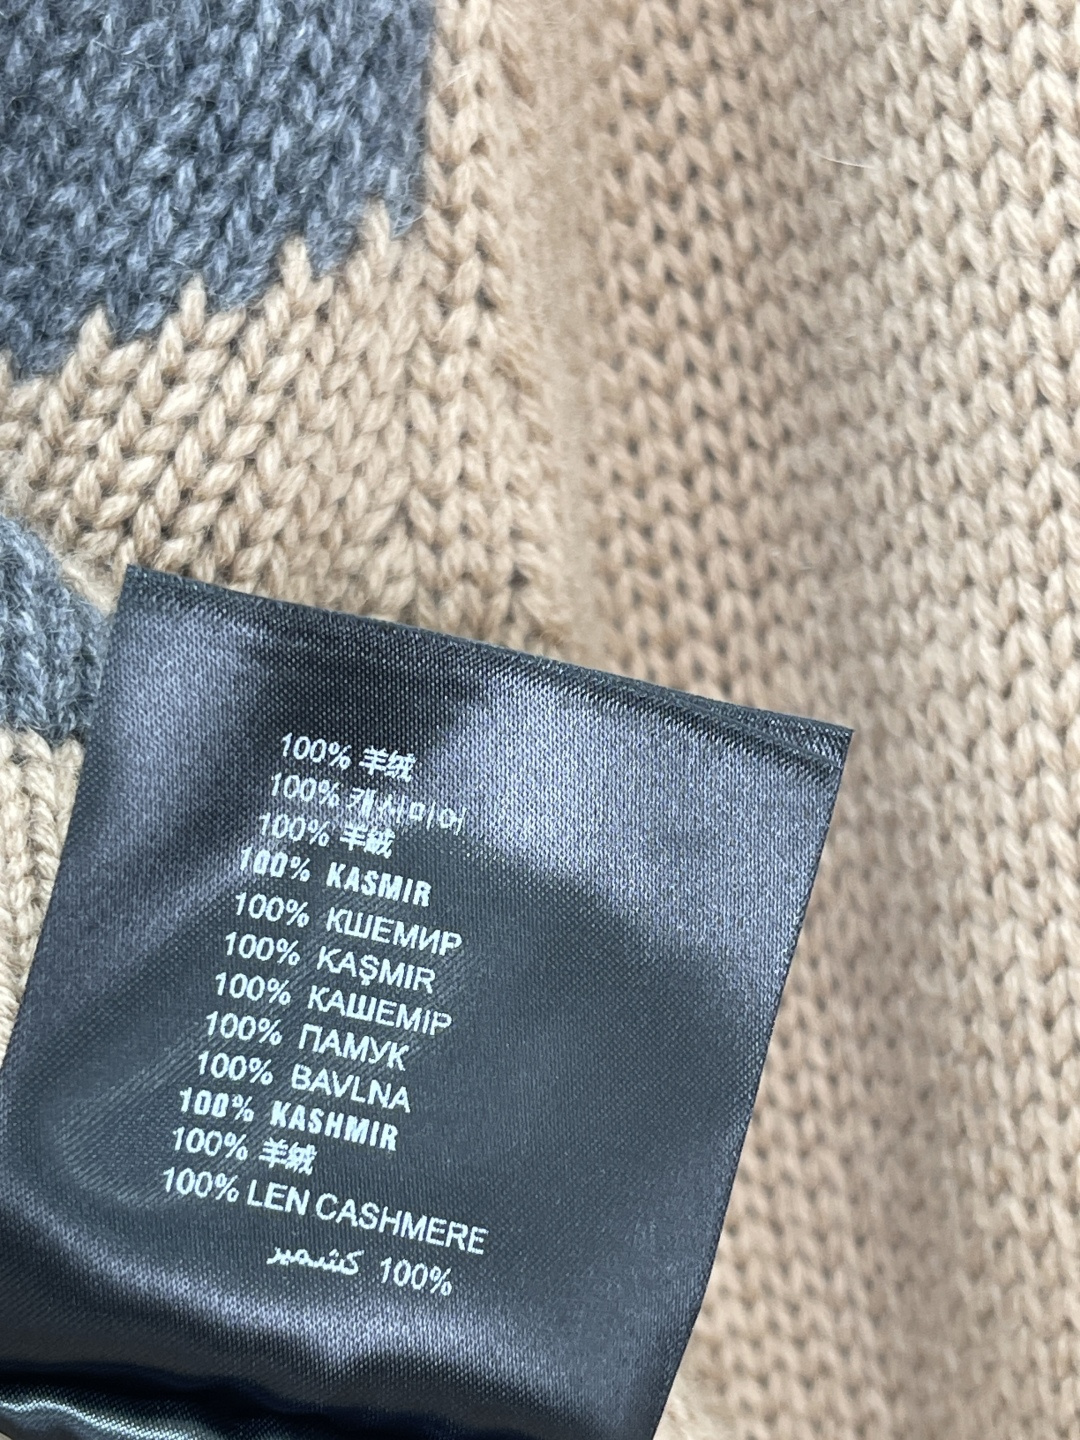 100% 羊绒
100% 캐시미어
100% 羊絨
100% KASMIR
100% КШЕМИР
100% KAŞMIR
100% КАШЕМІР
100% ПАМУК
100% BAVLNA
100% KASHMIR
100% 羊絨
100% LEN CASHMERE
100% كشمير